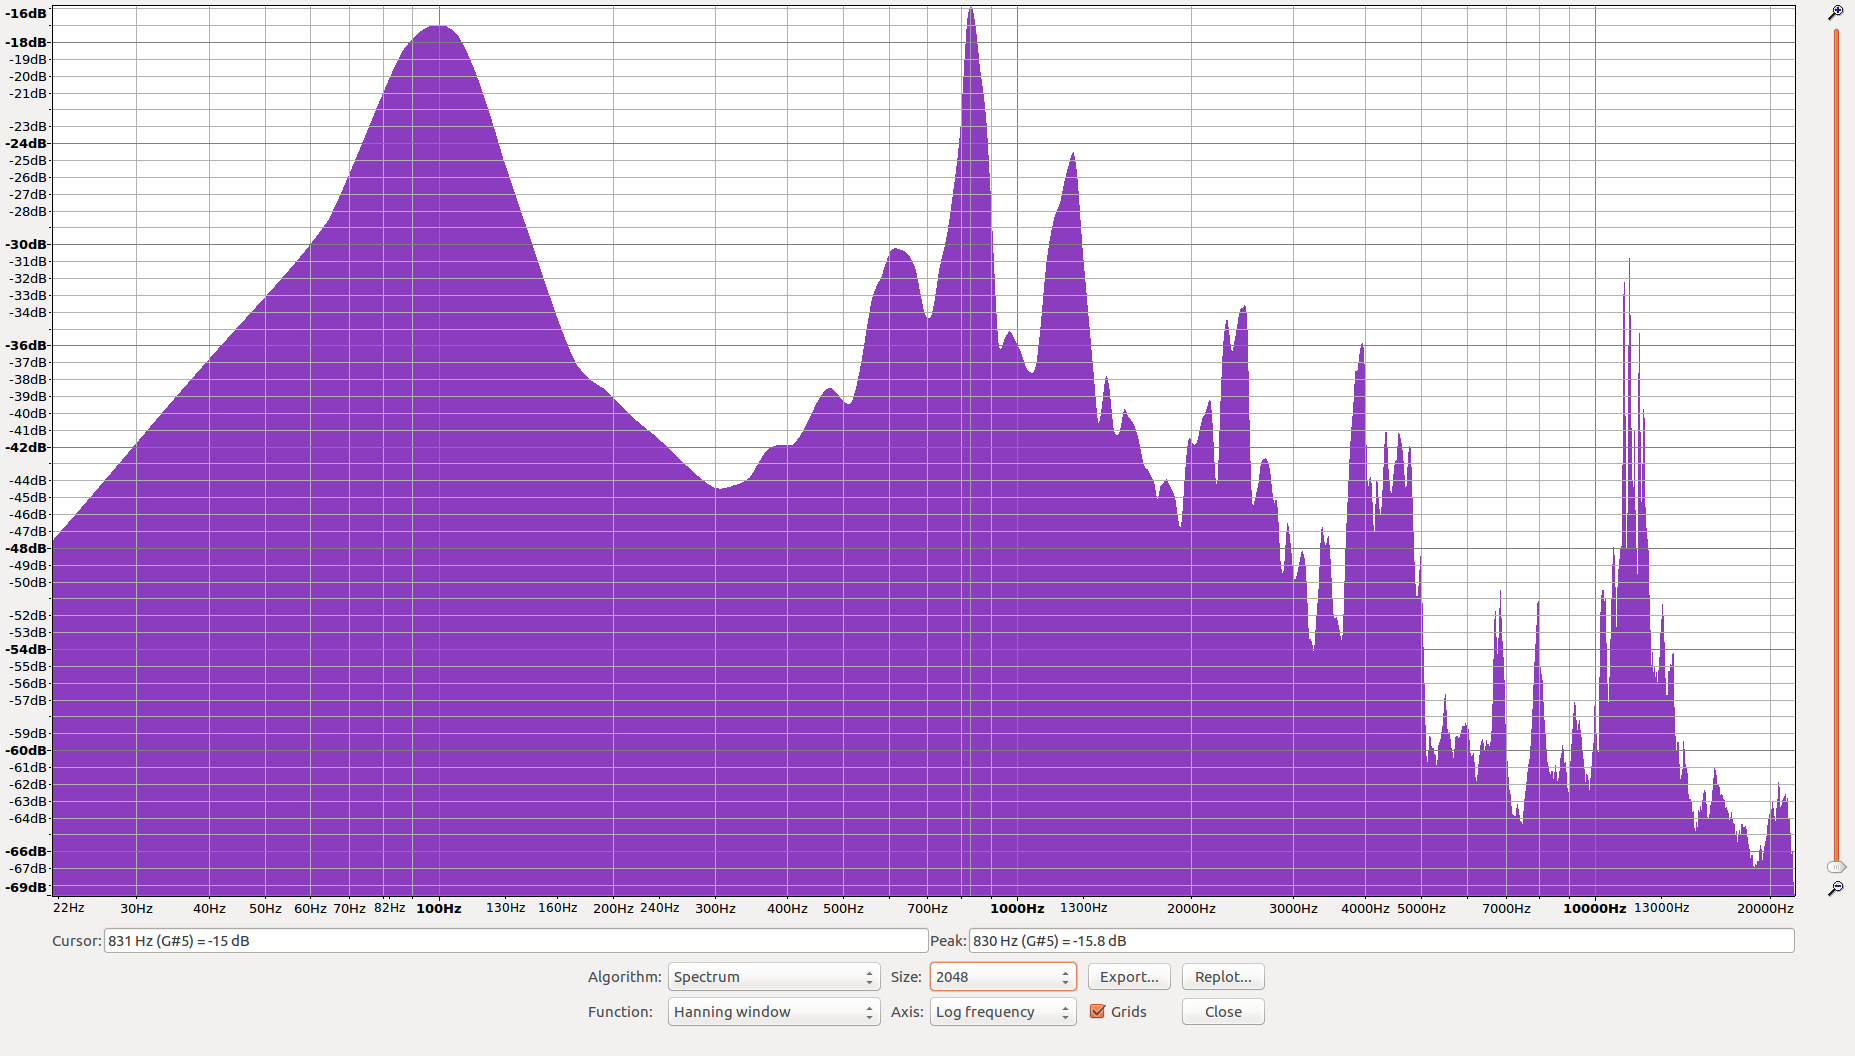 -16dB
-18dB
-19dB
-20dB
-21dB
-23dB
-24dB
-25dB
-26dB
-27dB
-28dB
-30dB
-31dB
-32dB
-33dB
-34dB
-36dB
-37dB
-38dB
-39dB
-40dB
-41dB
-42dB
-44dB
-45dB
-46dB
-47dB
-48dB
-49dB
-50dB
-52dB
-53dB
-54dB
-55dB
-56dB
-57dB
-59dB
-60dB
-61dB
-62dB
-63dB
-64dB
-66dB
-67dB
-69dB
22Hz 30Hz 40Hz 50Hz 60Hz 70Hz 82Hz 100Hz 130Hz 160Hz 200Hz 240Hz 300Hz 400Hz 500Hz 700Hz 1000Hz 1300Hz 2000Hz 3000Hz 4000Hz 5000Hz 7000Hz 10000Hz 13000Hz 20000Hz
Cursor: 831 Hz (G#5) = -15 dB Peak: 830 Hz (G#5) = -15.8 dB
Algorithm: Spectrum Size: 2048 Export... Replot...
Function: Hanning window Axis: Log frequency Grids Close